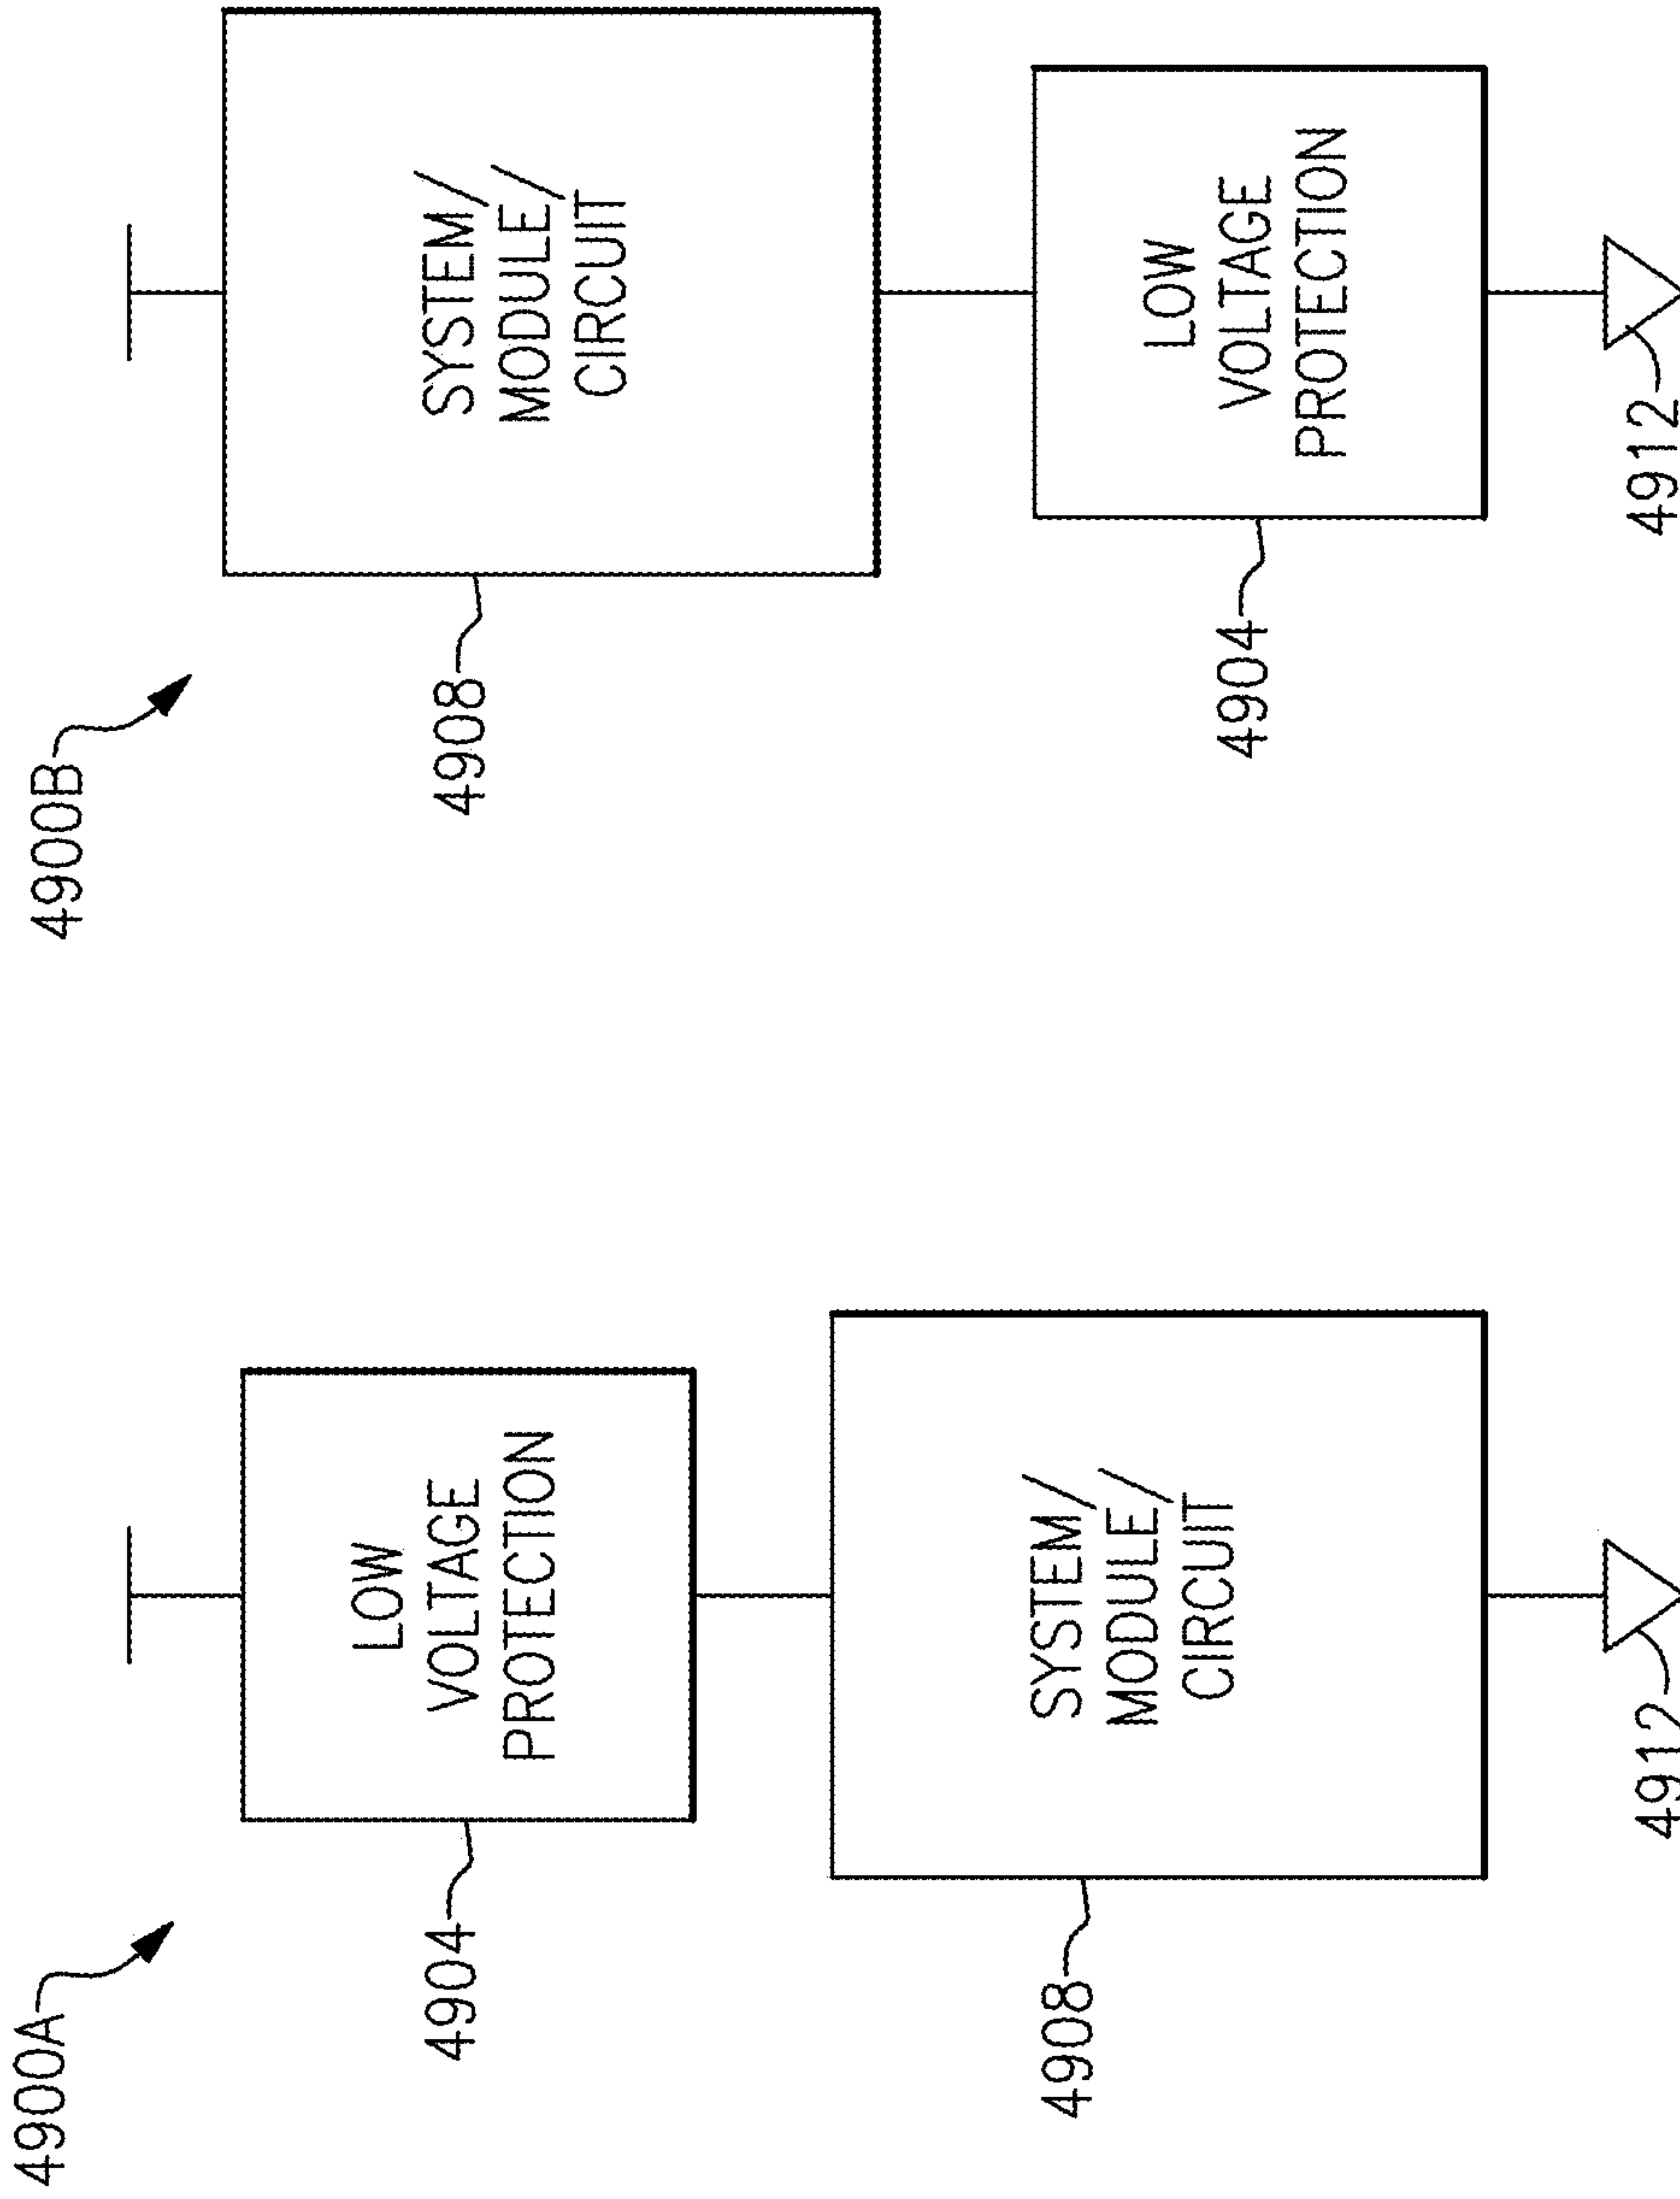 4900A
4904
LOW
VOLTAGE
PROTECTION
4908
SYSTEM/
MODULE/
CIRCUIT
4912
4900B
4908
SYSTEM/
MODULE/
CIRCUIT
4904
LOW
VOLTAGE
PROTECTION
4912